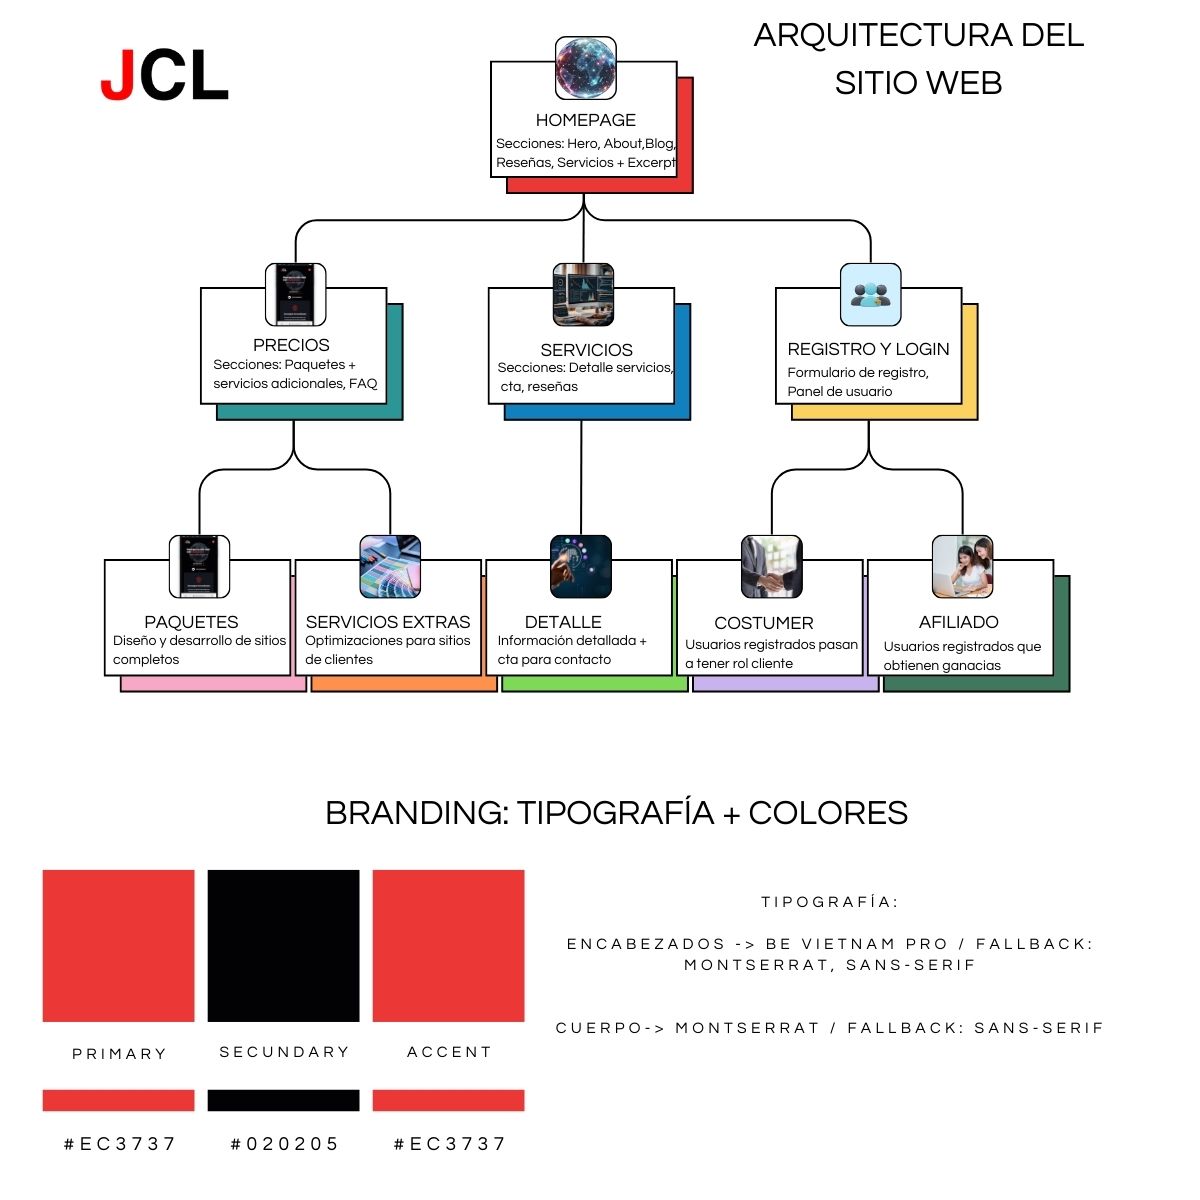 JCL
ARQUITECTURA DEL
SITIO WEB
HOMEPAGE
Secciones: Hero, About,Blog,
Reseñas, Servicios + Excerpt
PRECIOS
Secciones: Paquetes +
servicios adicionales, FAQ
SERVICIOS
Secciones: Detalle servicios,
cta, reseñas
REGISTRO Y LOGIN
Formulario de registro,
Panel de usuario
PAQUETES
Diseño y desarrollo de sitios
completos
SERVICIOS EXTRAS
Optimizaciones para sitios
de clientes
DETALLE
Información detallada +
cta para contacto
COSTUMER
Usuarios registrados pasan
a tener rol cliente
AFILIADO
Usuarios registrados que
obtienen ganacias
BRANDING: TIPOGRAFÍA + COLORES
PRIMARY
SECUNDARY
ACCENT
#EC3737
#020205
#EC3737
TIPOGRAFÍA:
ENCABEZADOS -> BE VIETNAM PRO / FALLBACK:
MONTSERRAT, SANS-SERIF
CUERPO-> MONTSERRAT / FALLBACK: SANS-SERIF